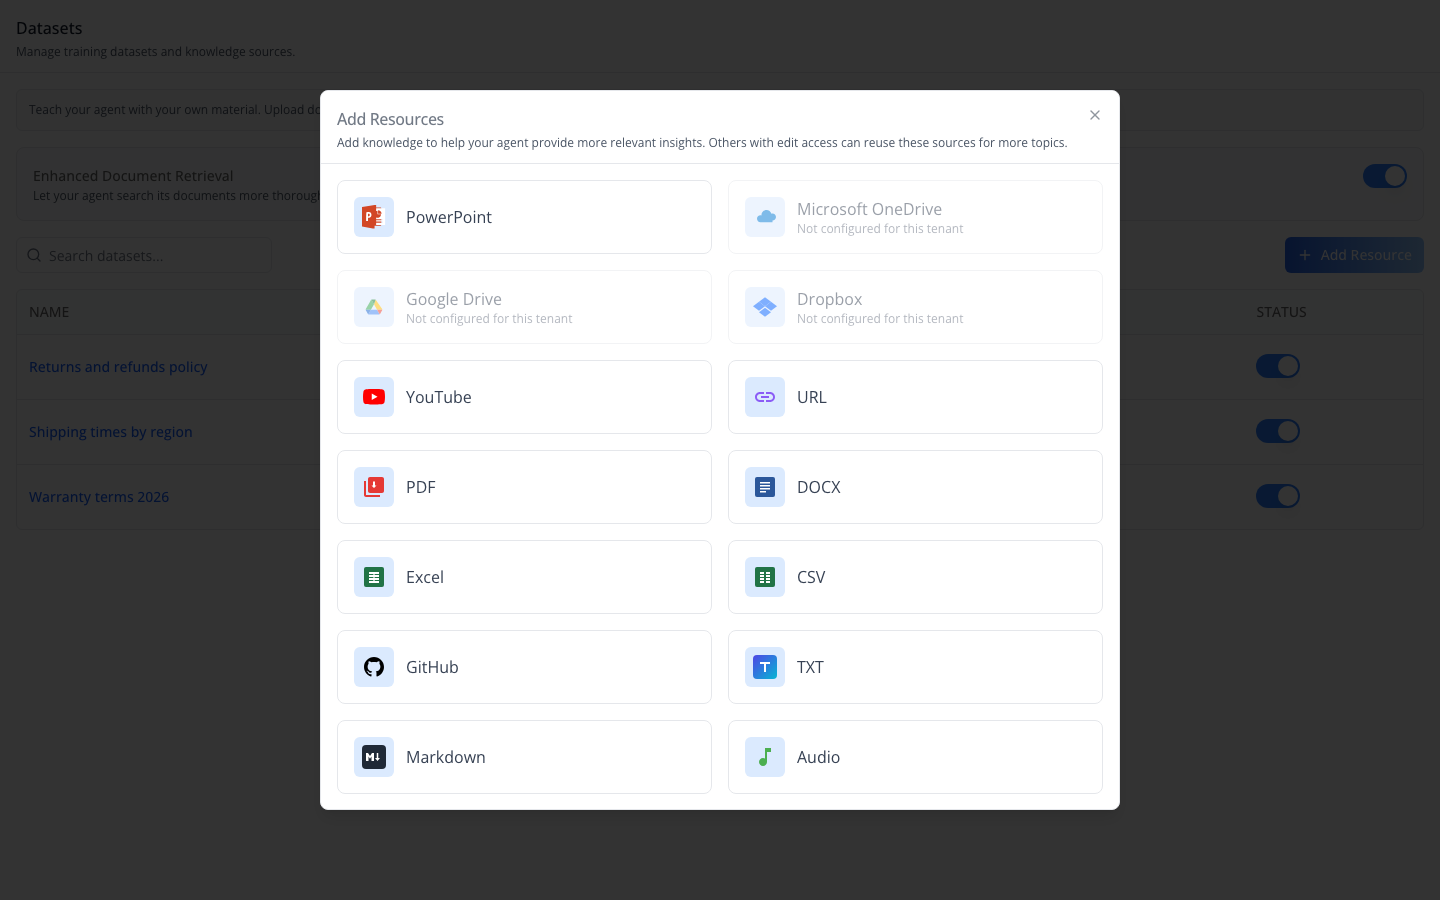 Datasets
Manage training datasets and knowledge sources.
Teach your agent with your own material. Upload do
Enhanced Document Retrieval
Let your agent search its documents more thorough
Search datasets...
Add Resource
NAME
STATUS
Returns and refunds policy
Shipping times by region
Warranty terms 2026
Add Resources
Add knowledge to help your agent provide more relevant insights. Others with edit access can reuse these sources for more topics.
PowerPoint
Microsoft OneDrive
Not configured for this tenant
Google Drive
Not configured for this tenant
Dropbox
Not configured for this tenant
YouTube
URL
PDF
DOCX
Excel
CSV
GitHub
TXT
Markdown
Audio